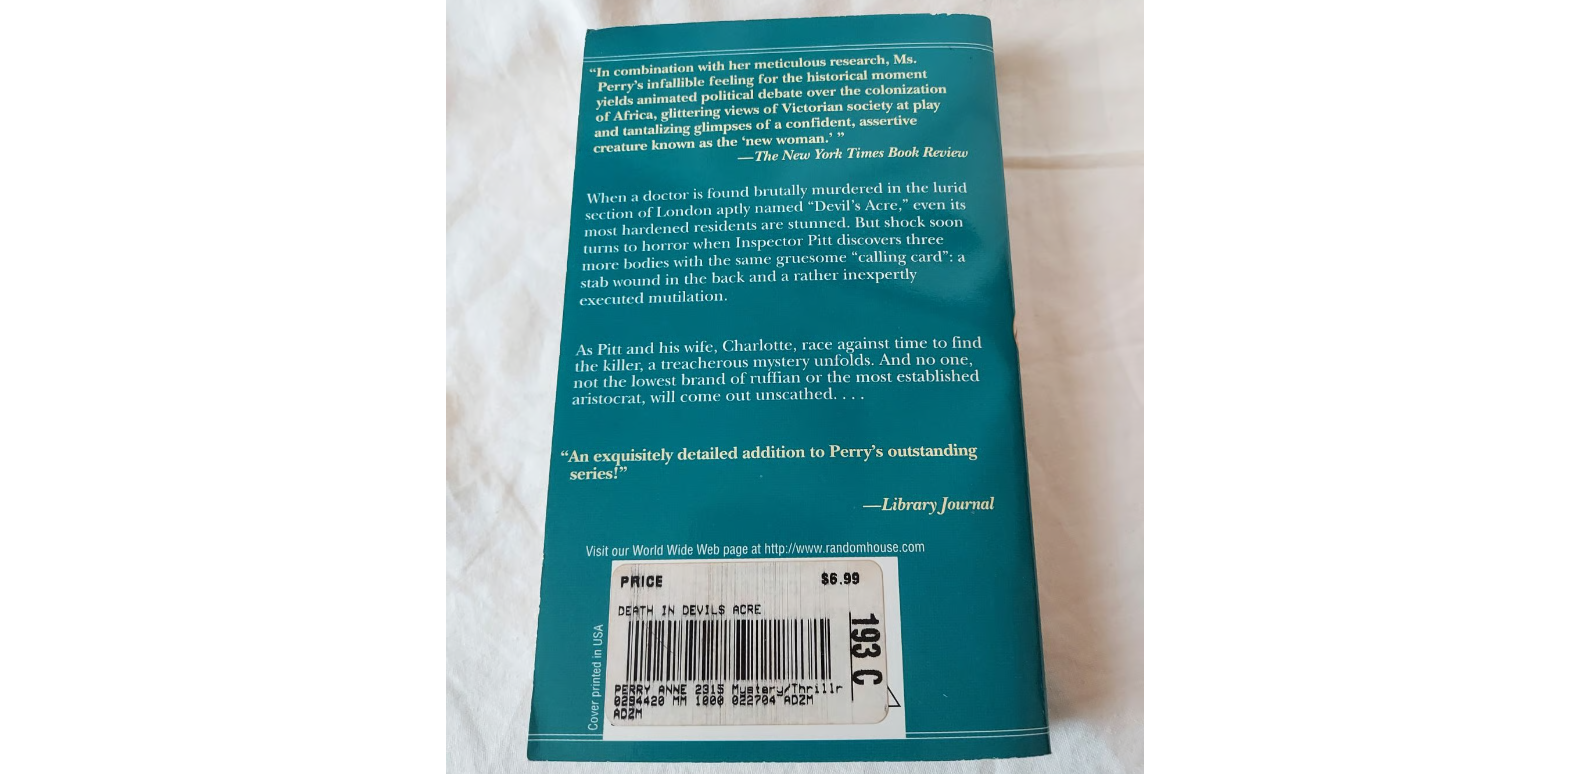 “In combination with her meticulous research, Ms.
Perry’s infallible feeling for the historical moment
yields animated political debate over the colonization
of Africa, glittering views of Victorian society at play
and tantalizing glimpses of a confident, assertive
creature known as the ‘new woman.’ ”
—The New York Times Book Review
When a doctor is found brutally murdered in the lurid
section of London aptly named “Devil’s Acre,” even its
most hardened residents are stunned. But shock soon
turns to horror when Inspector Pitt discovers three
more bodies with the same gruesome “calling card”: a
stab wound in the back and a rather inexpertly
executed mutilation.
As Pitt and his wife, Charlotte, race against time to find
the killer, a treacherous mystery unfolds. And no one,
not the lowest brand of ruffian or the most established
aristocrat, will come out unscathed. . . .
“An exquisitely detailed addition to Perry’s outstanding
series!”
—Library Journal
Visit our World Wide Web page at http://www.randomhouse.com
Cover printed in USA
PRICE $6.99
DEATH IN DEVIL$ ACRE
193 C
PERRY ANNE 2315 Mystery/Thrillr
0294420 MM 1000 022704 ADZM
ADZM